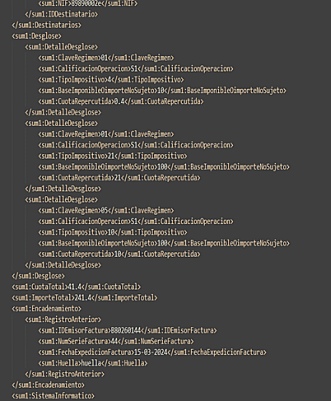 <sum1:NIF>89890002e</sum1:NIF>
</sum1:IDDestinatario>
</sum1:Destinatarios>
<sum1:Desglose>
<sum1:DetalleDesglose>
<sum1:ClaveRegimen>01</sum1:ClaveRegimen>
<sum1:CalificacionOperacion>S1</sum1:CalificacionOperacion>
<sum1:TipoImpositivo>4</sum1:TipoImpositivo>
<sum1:BaseImponibleOimporteNoSujeto>10</sum1:BaseImponibleOimporteNoSujeto>
<sum1:CuotaRepercutida>0.4</sum1:CuotaRepercutida>
</sum1:DetalleDesglose>
<sum1:DetalleDesglose>
<sum1:ClaveRegimen>01</sum1:ClaveRegimen>
<sum1:CalificacionOperacion>S1</sum1:CalificacionOperacion>
<sum1:TipoImpositivo>21</sum1:TipoImpositivo>
<sum1:BaseImponibleOimporteNoSujeto>100</sum1:BaseImponibleOimporteNoSujeto>
<sum1:CuotaRepercutida>21</sum1:CuotaRepercutida>
</sum1:DetalleDesglose>
<sum1:DetalleDesglose>
<sum1:ClaveRegimen>05</sum1:ClaveRegimen>
<sum1:CalificacionOperacion>S1</sum1:CalificacionOperacion>
<sum1:TipoImpositivo>10</sum1:TipoImpositivo>
<sum1:BaseImponibleOimporteNoSujeto>100</sum1:BaseImponibleOimporteNoSujeto>
<sum1:CuotaRepercutida>10</sum1:CuotaRepercutida>
</sum1:DetalleDesglose>
</sum1:Desglose>
<sum1:CuotaTotal>41.4</sum1:CuotaTotal>
<sum1:ImporteTotal>241.4</sum1:ImporteTotal>
<sum1:Encadenamiento>
<sum1:RegistroAnterior>
<sum1:IDEmisorFactura>B80260144</sum1:IDEmisorFactura>
<sum1:NumSerieFactura>44</sum1:NumSerieFactura>
<sum1:FechaExpedicionFactura>15-03-2024</sum1:FechaExpedicionFactura>
<sum1:Huella>huella</sum1:Huella>
</sum1:RegistroAnterior>
</sum1:Encadenamiento>
<sum1:SistemaInformatico>